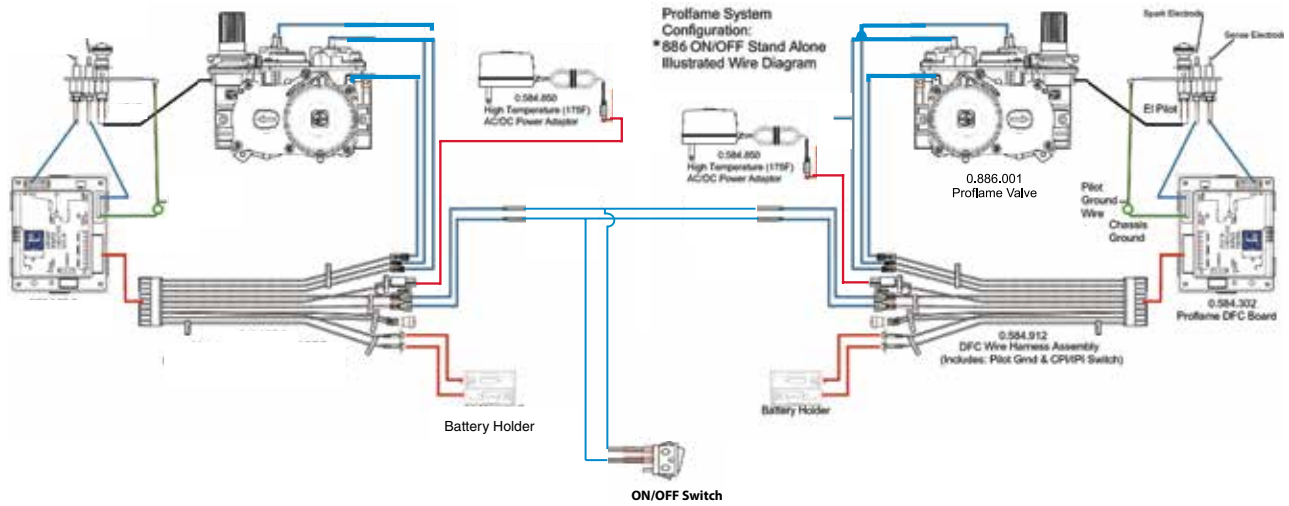 Prolfame System
Configuration:
*886 ON/OFF Stand Alone
Illustrated Wire Diagram
Spark Electrode
Sense Electrode
0.584.850
High Temperature (175F)
AC/DC Power Adaptor
0.584.850
High Temperature (175F)
AC/DC Power Adaptor
El Pilot
0.886.001
Proflame Valve
Pilot
Ground
Wire
Chassis
Ground
0.584.302
Proflame DFC Board
0.584.912
DFC Wire Harness Assembly
(Includes: Pilot Grnd & CPI/IPI Switch)
Battery Holder
Battery Holder
ON/OFF Switch